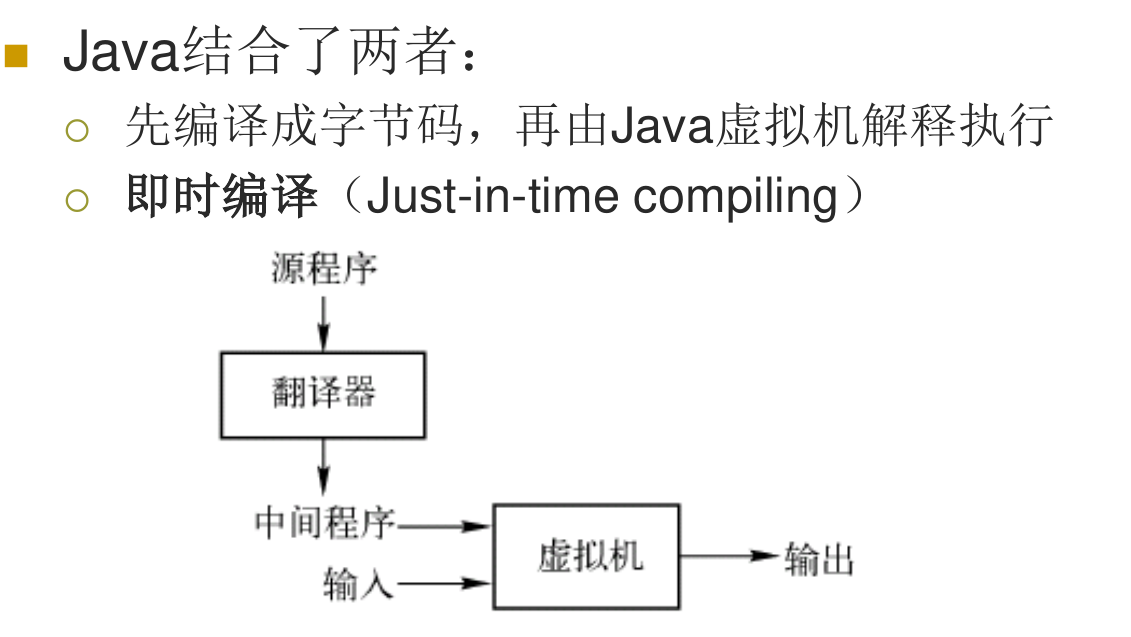 Java结合了两者：
先编译成字节码，再由Java虚拟机解释执行
即时编译（Just-in-time compiling）
源程序
翻译器
中间程序
虚拟机
输出
输入